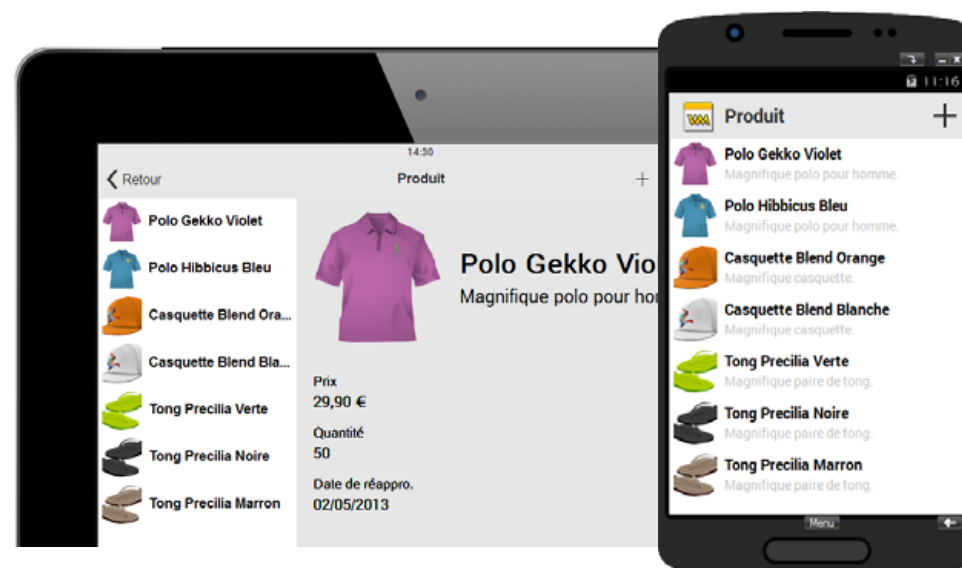 14:30
Retour
Produit
+
Polo Gekko Violet
Polo Hibbicus Bleu
Casquette Blend Ora...
Casquette Blend Bla...
Tong Precilia Verte
Tong Precilia Noire
Tong Precilia Marron
Polo Gekko Vio
Magnifique polo pour hom
Prix
29,90 €
Quantité
50
Date de réappro.
02/05/2013
11:16
Produit
+
Polo Gekko Violet
Magnifique polo pour homme.
Polo Hibbicus Bleu
Magnifique polo pour homme.
Casquette Blend Orange
Magnifique casquette.
Casquette Blend Blanche
Magnifique casquette.
Tong Precilia Verte
Magnifique paire de tong.
Tong Precilia Noire
Magnifique paire de tong.
Tong Precilia Marron
Magnifique paire de tong.
Menu